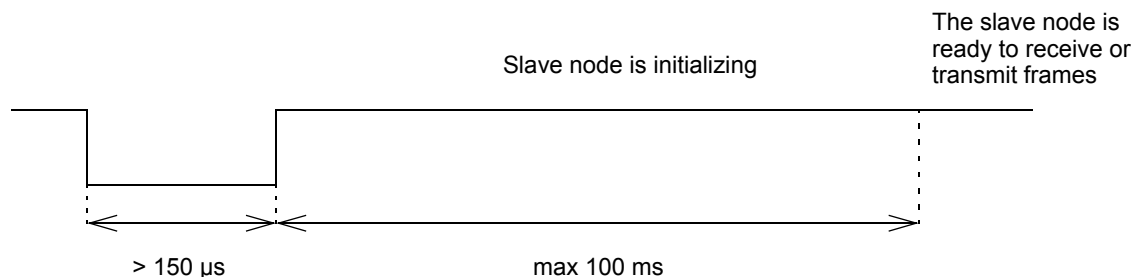 The slave node is
ready to receive or
transmit frames
Slave node is initializing
> 150 µs
max 100 ms